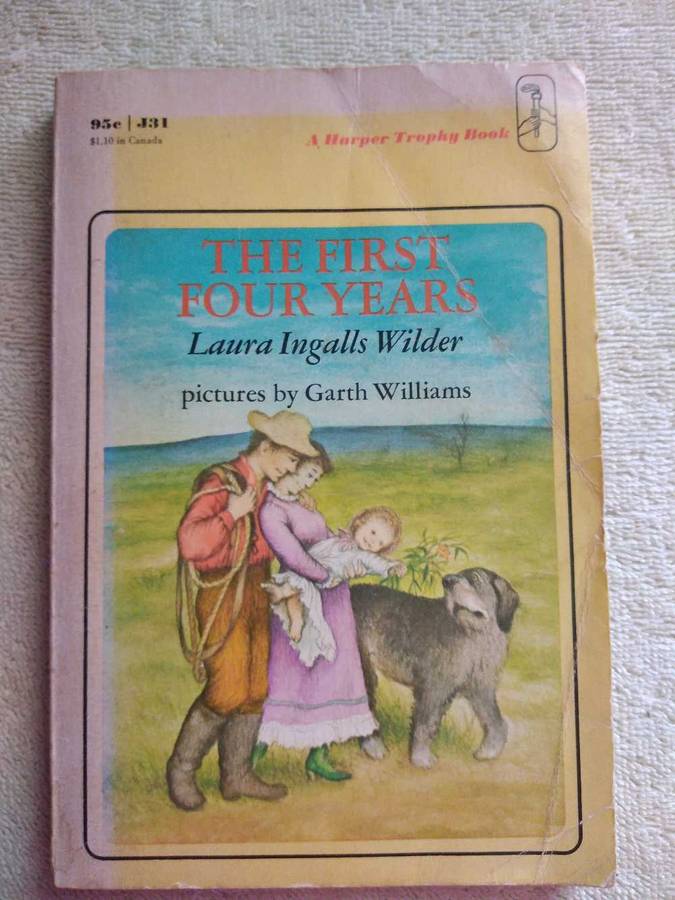 95c | J31
$1.10 in Canada
A Harper Trophy Book
THE FIRST
FOUR YEARS
Laura Ingalls Wilder
pictures by Garth Williams